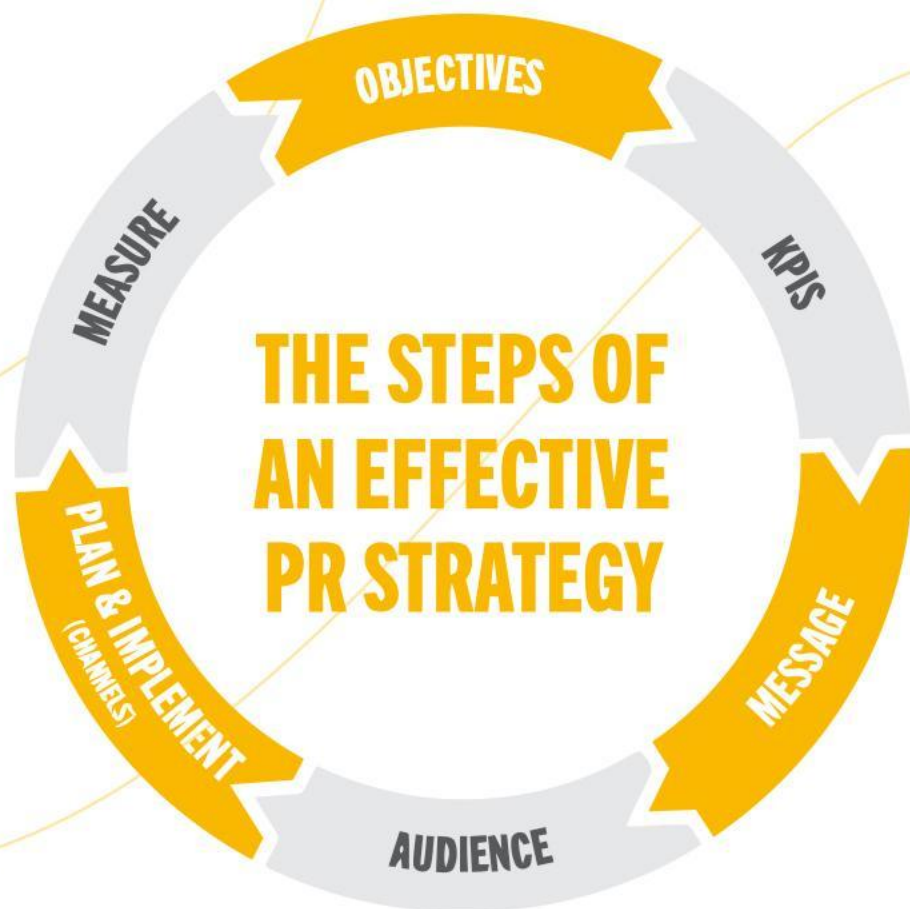 OBJECTIVES
KPIS
MESSAGE
AUDIENCE
PLAN & IMPLEMENT
(CHANNELS)
MEASURE
THE STEPS OF
AN EFFECTIVE
PR STRATEGY